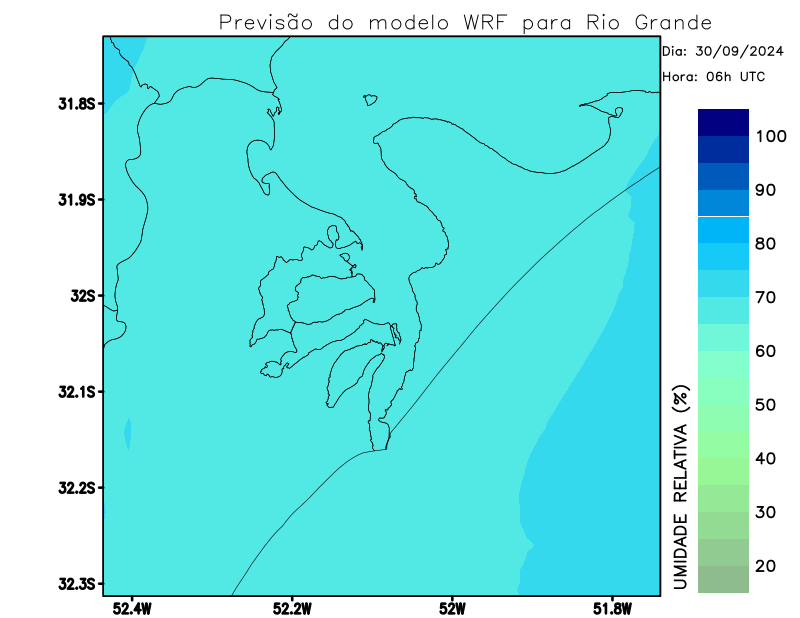 Previsão do modelo WRF para Rio Grande
Dia: 30/09/2024
Hora: 06h UTC
31.8S
31.9S
32S
32.1S
32.2S
32.3S
52.4W
52.2W
52W
51.8W
100
90
80
70
60
50
40
30
20
UMIDADE RELATIVA (%)